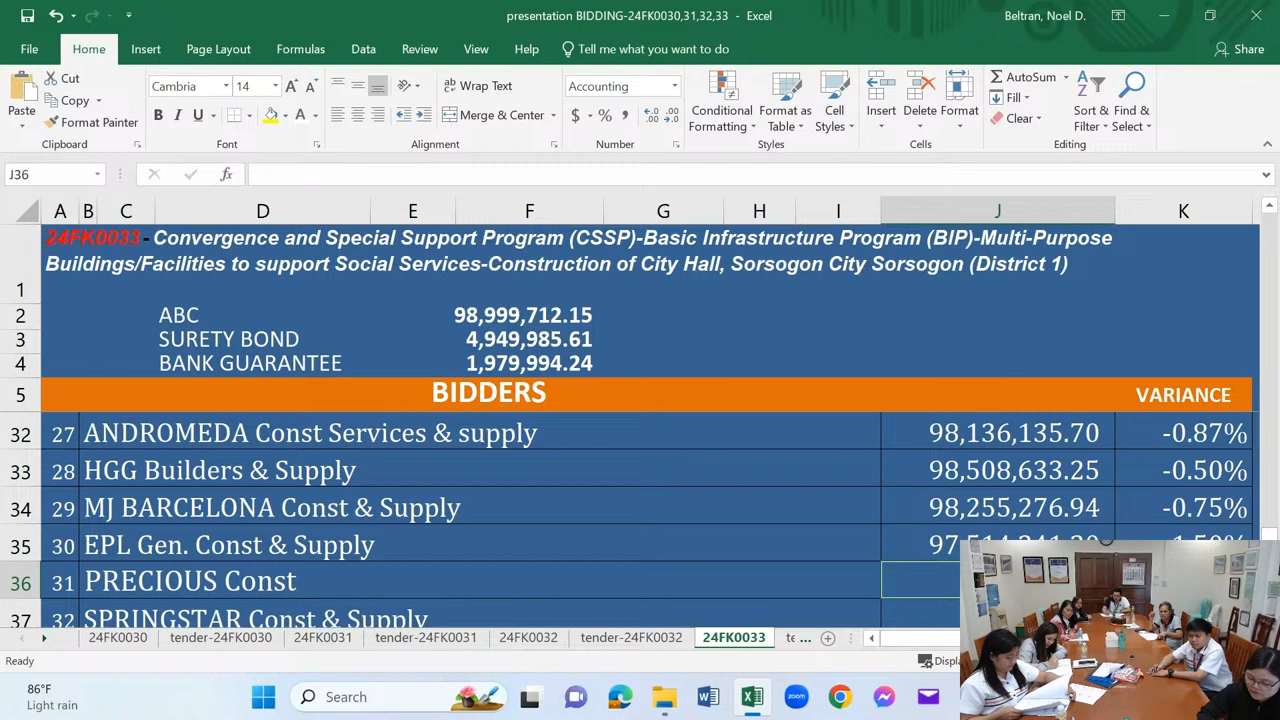 presentation BIDDING-24FK0030,31,32,33 - Excel
Beltran, Noel D.
File Home Insert Page Layout Formulas Data Review View Help Tell me what you want to do Share
Paste
Cut
Copy
Format Painter
Clipboard
Cambria 14
B I U
Font
Wrap Text
Merge & Center
Alignment
Accounting
$ % ,
Number
Conditional Formatting
Format as Table
Cell Styles
Styles
Insert Delete Format
Cells
AutoSum
Fill
Clear
Sort & Filter
Find & Select
Editing
J36
fx
A B C D E F G H I J K
1 24FK0033 - Convergence and Special Support Program (CSSP)-Basic Infrastructure Program (BIP)-Multi-Purpose
Buildings/Facilities to support Social Services-Construction of City Hall, Sorsogon City Sorsogon (District 1)
2 ABC 98,999,712.15
3 SURETY BOND 4,949,985.61
4 BANK GUARANTEE 1,979,994.24
5 BIDDERS VARIANCE
32 27 ANDROMEDA Const Services & supply 98,136,135.70 -0.87%
33 28 HGG Builders & Supply 98,508,633.25 -0.50%
34 29 MJ BARCELONA Const & Supply 98,255,276.94 -0.75%
35 30 EPL Gen. Const & Supply
36 31 PRECIOUS Const
37 32 SPRINGSTAR Const & Supply
24FK0030 tender-24FK0030 24FK0031 tender-24FK0031 24FK0032 tender-24FK0032 24FK0033 te ...
Ready
86°F
Light rain
Search